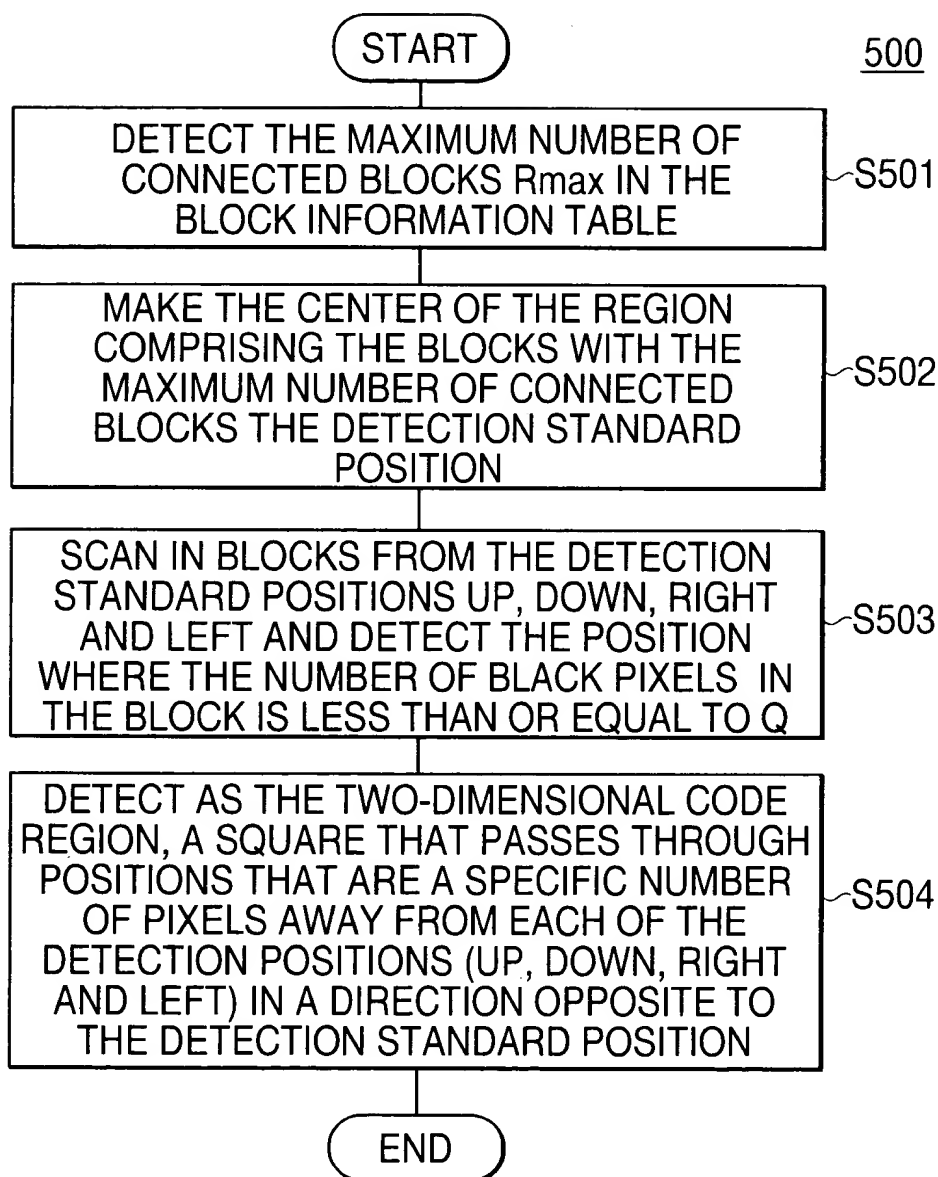 START
500
DETECT THE MAXIMUM NUMBER OF
CONNECTED BLOCKS Rmax IN THE
BLOCK INFORMATION TABLE
S501
MAKE THE CENTER OF THE REGION
COMPRISING THE BLOCKS WITH THE
MAXIMUM NUMBER OF CONNECTED
BLOCKS THE DETECTION STANDARD
POSITION
S502
SCAN IN BLOCKS FROM THE DETECTION
STANDARD POSITIONS UP, DOWN, RIGHT
AND LEFT AND DETECT THE POSITION
WHERE THE NUMBER OF BLACK PIXELS IN
THE BLOCK IS LESS THAN OR EQUAL TO Q
S503
DETECT AS THE TWO-DIMENSIONAL CODE
REGION, A SQUARE THAT PASSES THROUGH
POSITIONS THAT ARE A SPECIFIC NUMBER
OF PIXELS AWAY FROM EACH OF THE
DETECTION POSITIONS (UP, DOWN, RIGHT
AND LEFT) IN A DIRECTION OPPOSITE TO
THE DETECTION STANDARD POSITION
S504
END